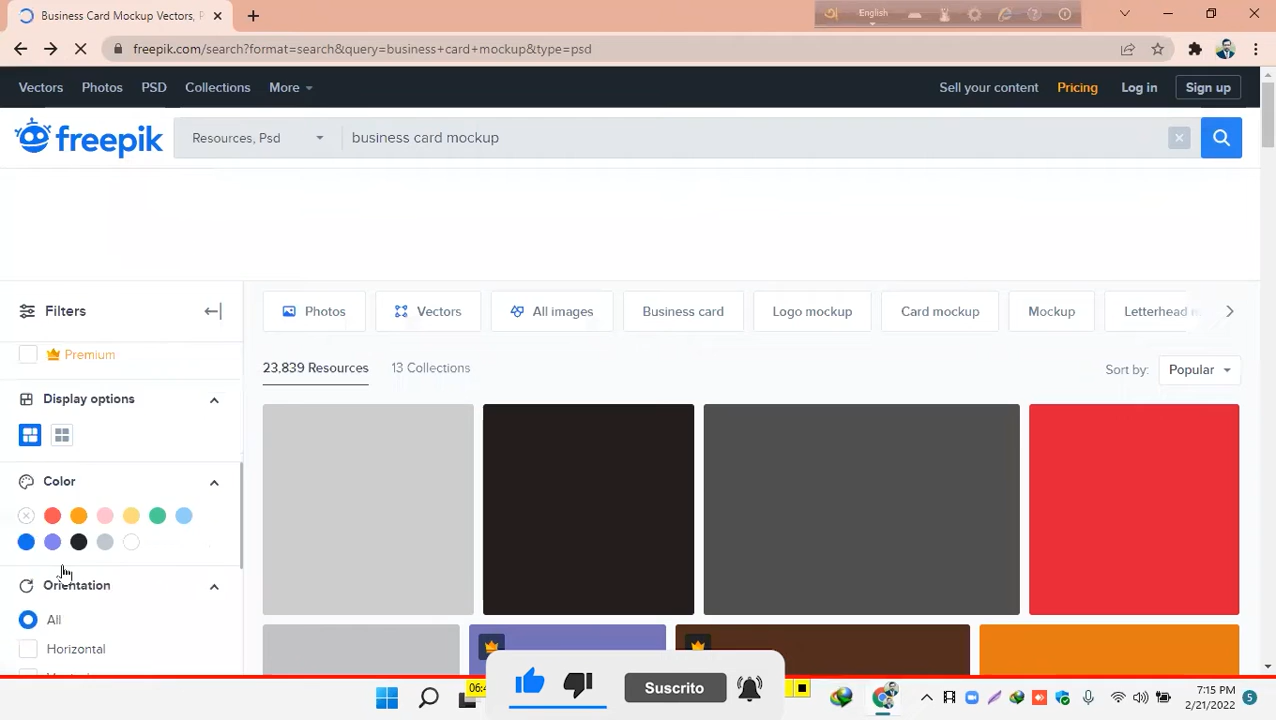 Business Card Mockup Vectors, P
English
freepik.com/search?format=search&query=business+card+mockup&type=psd
Vectors Photos PSD Collections More Sell your content Pricing Log in Sign up
freepik Resources, Psd business card mockup
Filters Photos Vectors All images Business card Logo mockup Card mockup Mockup Letterhead
Premium 23,839 Resources 13 Collections Sort by: Popular
Display options
Color
Orientation
All
Horizontal
06:4 Suscrito 7:15 PM
2/21/2022 5